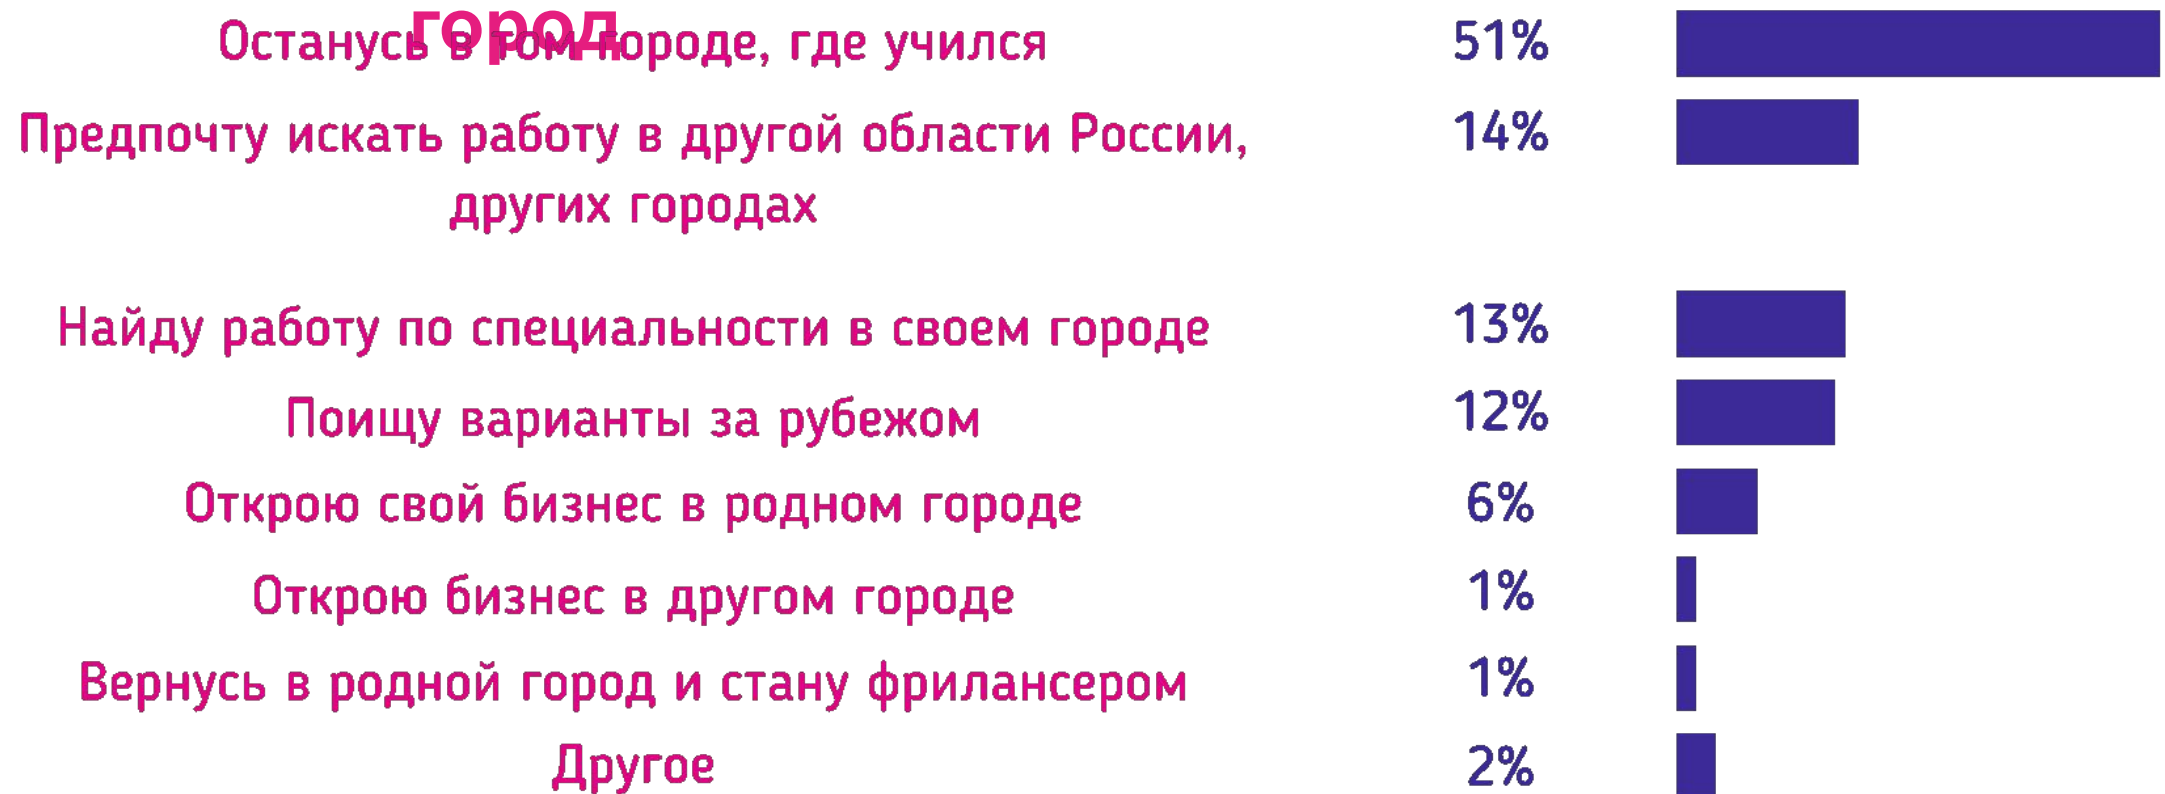 город
Останусь в том городе, где учился 51%
Предпочту искать работу в другой области России, 14%
других городах
Найду работу по специальности в своем городе 13%
Поищу варианты за рубежом 12%
Открою свой бизнес в родном городе 6%
Открою бизнес в другом городе 1%
Вернусь в родной город и стану фрилансером 1%
Другое 2%